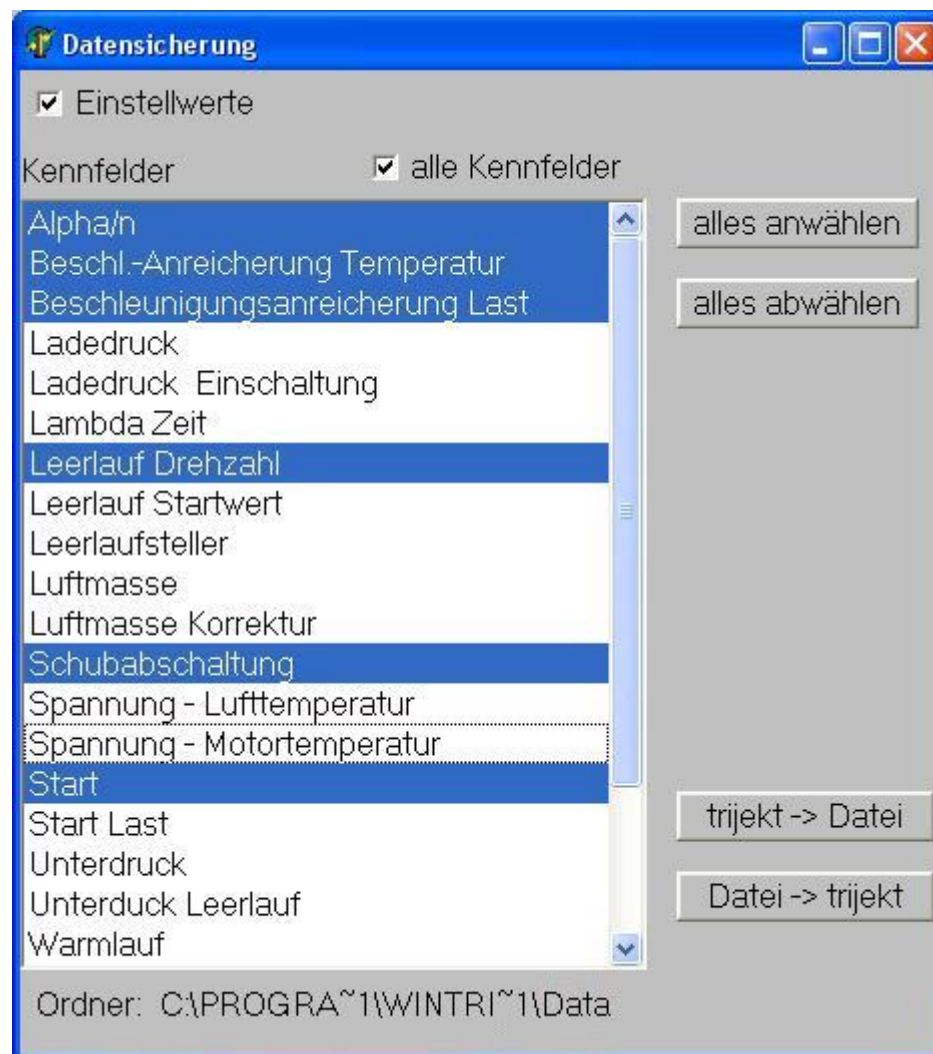 Datensicherung
Einstellwerte
Kennfelder
alle Kennfelder
Alpha/n
Beschl.-Anreicherung Temperatur
Beschleunigungsanreicherung Last
Ladedruck
Ladedruck Einschaltung
Lambda Zeit
Leerlauf Drehzahl
Leerlauf Startwert
Leerlaufsteller
Luftmasse
Luftmasse Korrektur
Schubabschaltung
Spannung - Lufttemperatur
Spannung - Motortemperatur
Start
Start Last
Unterdruck
Unterduck Leerlauf
Warmlauf
alles anwählen
alles abwählen
trijekt -> Datei
Datei -> trijekt
Ordner: C:\PROGRA~1\WINTRI~1\Data